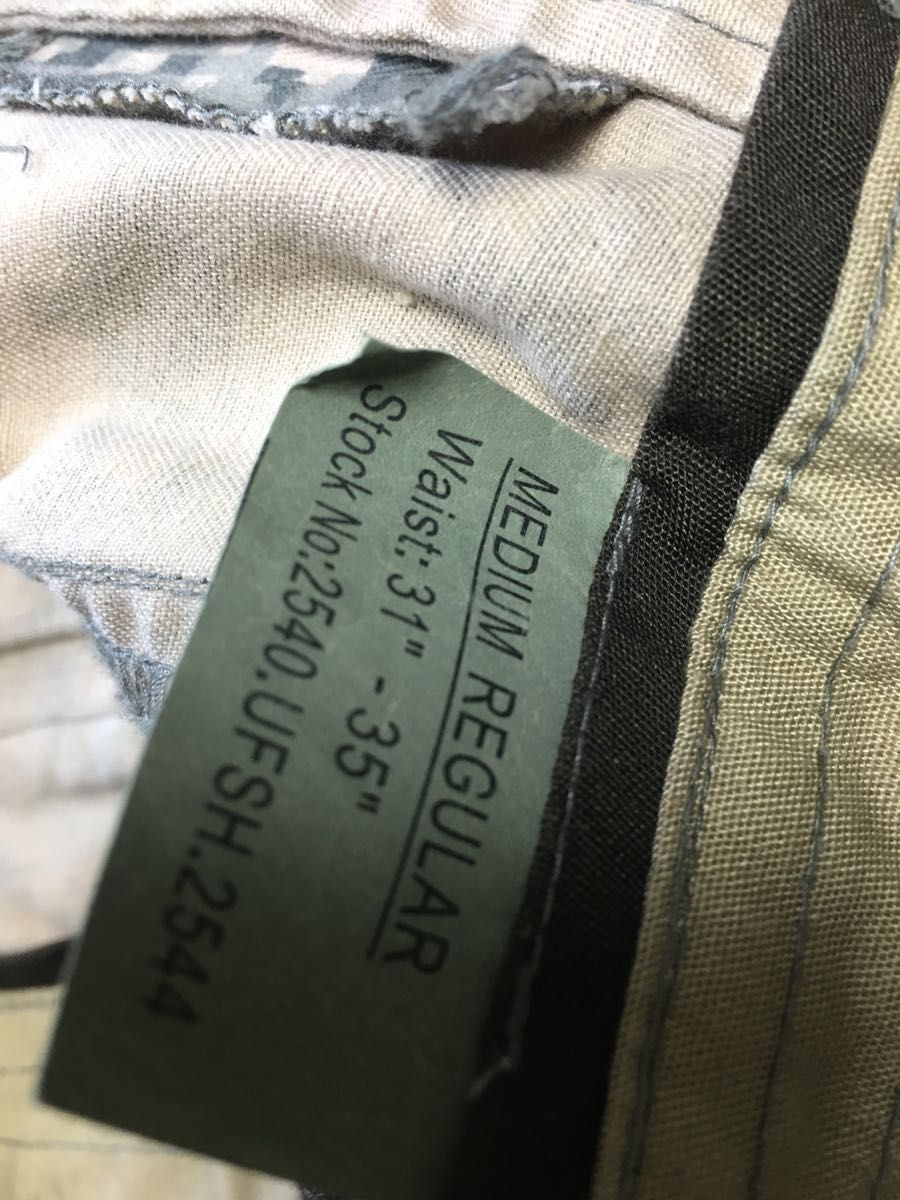 MEDIUM REGULAR
Waist: 31" - 35"
Stock No:2540.UFSH.2544